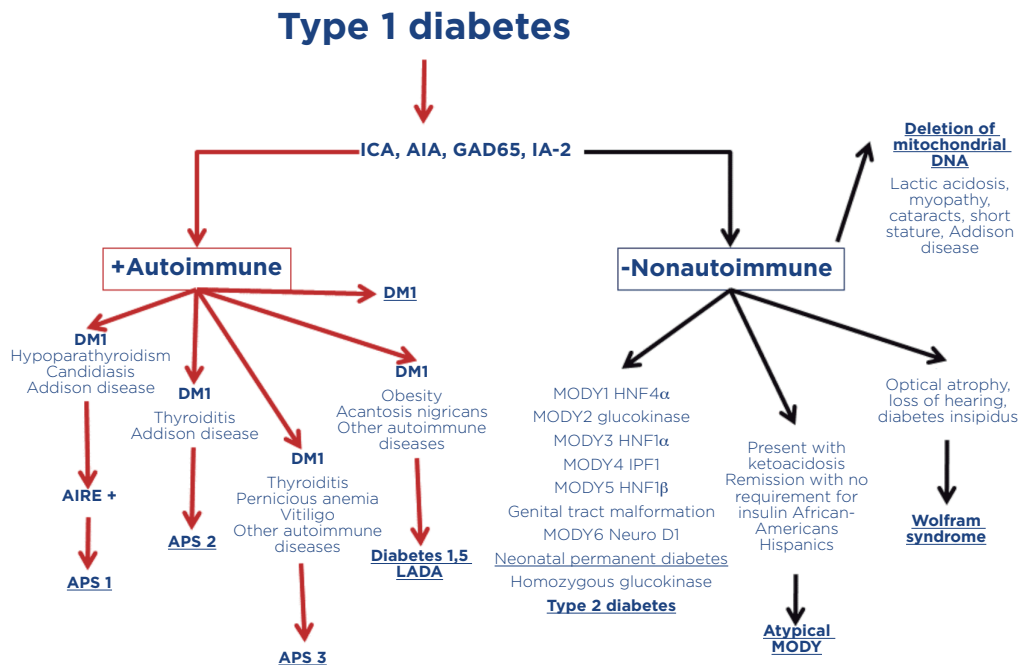 Type 1 diabetes
ICA, AIA, GAD65, IA-2
Deletion of
mitochondrial
DNA
Lactic acidosis,
myopathy,
cataracts, short
stature, Addison
disease
+Autoimmune
-Nonautoimmune
DM1
DM1
Hypoparathyroidism
Candidiasis
Addison disease
AIRE +
APS 1
DM1
Thyroiditis
Addison disease
APS 2
DM1
Thyroiditis
Pernicious anemia
Vitiligo
Other autoimmune
diseases
APS 3
DM1
Obesity
Acantosis nigricans
Other autoimmune
diseases
Diabetes 1,5
LADA
MODY1 HNF4α
MODY2 glucokinase
MODY3 HNF1α
MODY4 IPF1
MODY5 HNF1β
Genital tract malformation
MODY6 Neuro D1
Neonatal permanent diabetes
Homozygous glucokinase
Type 2 diabetes
Present with
ketoacidosis
Remission with no
requirement for
insulin African-
Americans
Hispanics
Atypical
MODY
Optical atrophy,
loss of hearing,
diabetes insipidus
Wolfram
syndrome